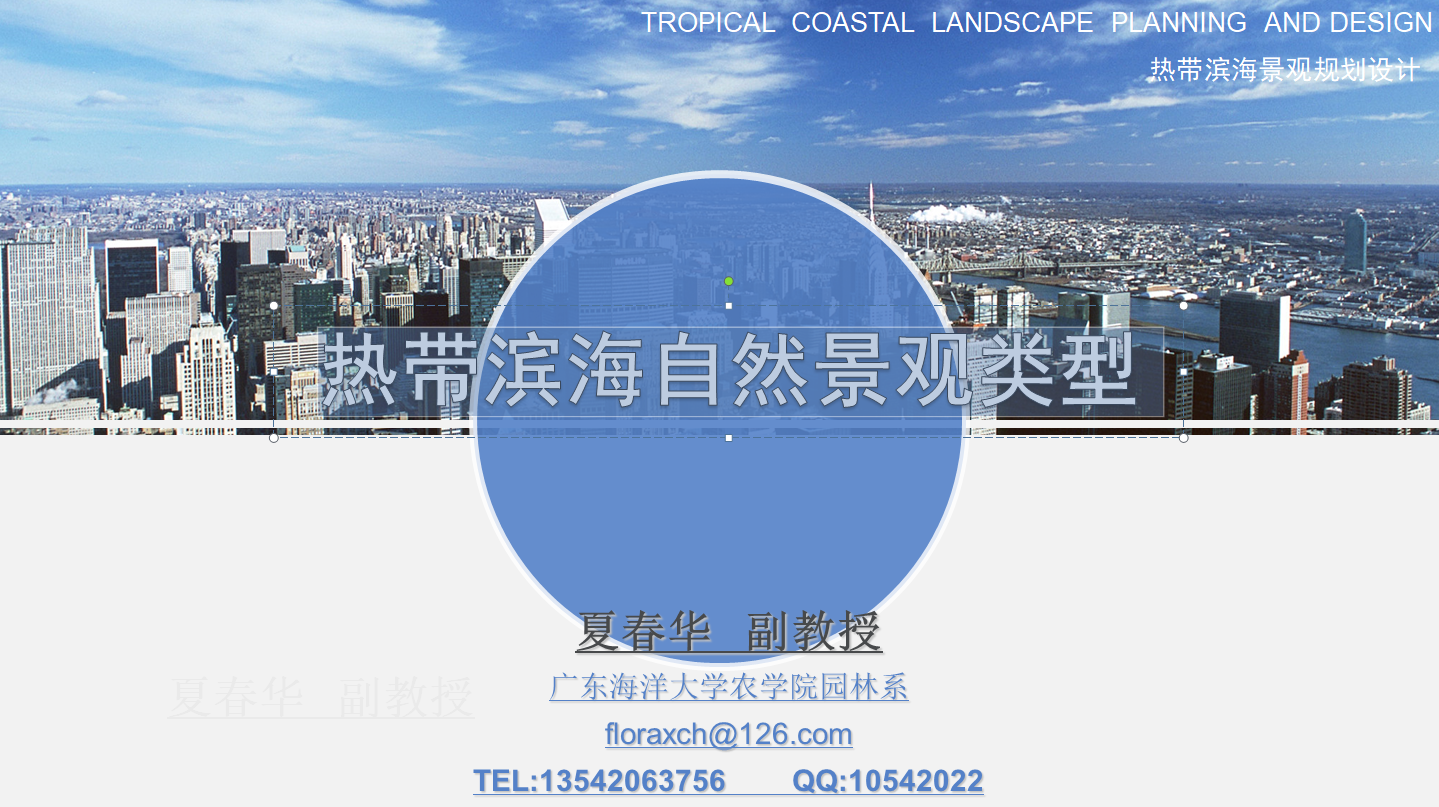 TROPICAL COASTAL LANDSCAPE PLANNING AND DESIGN
热带滨海景观规划设计
MetLife
热带滨海自然景观类型
夏春华 副教授
广东海洋大学农学院园林系
夏春华 副教授
floraxch@126.com
TEL:13542063756 QQ:10542022